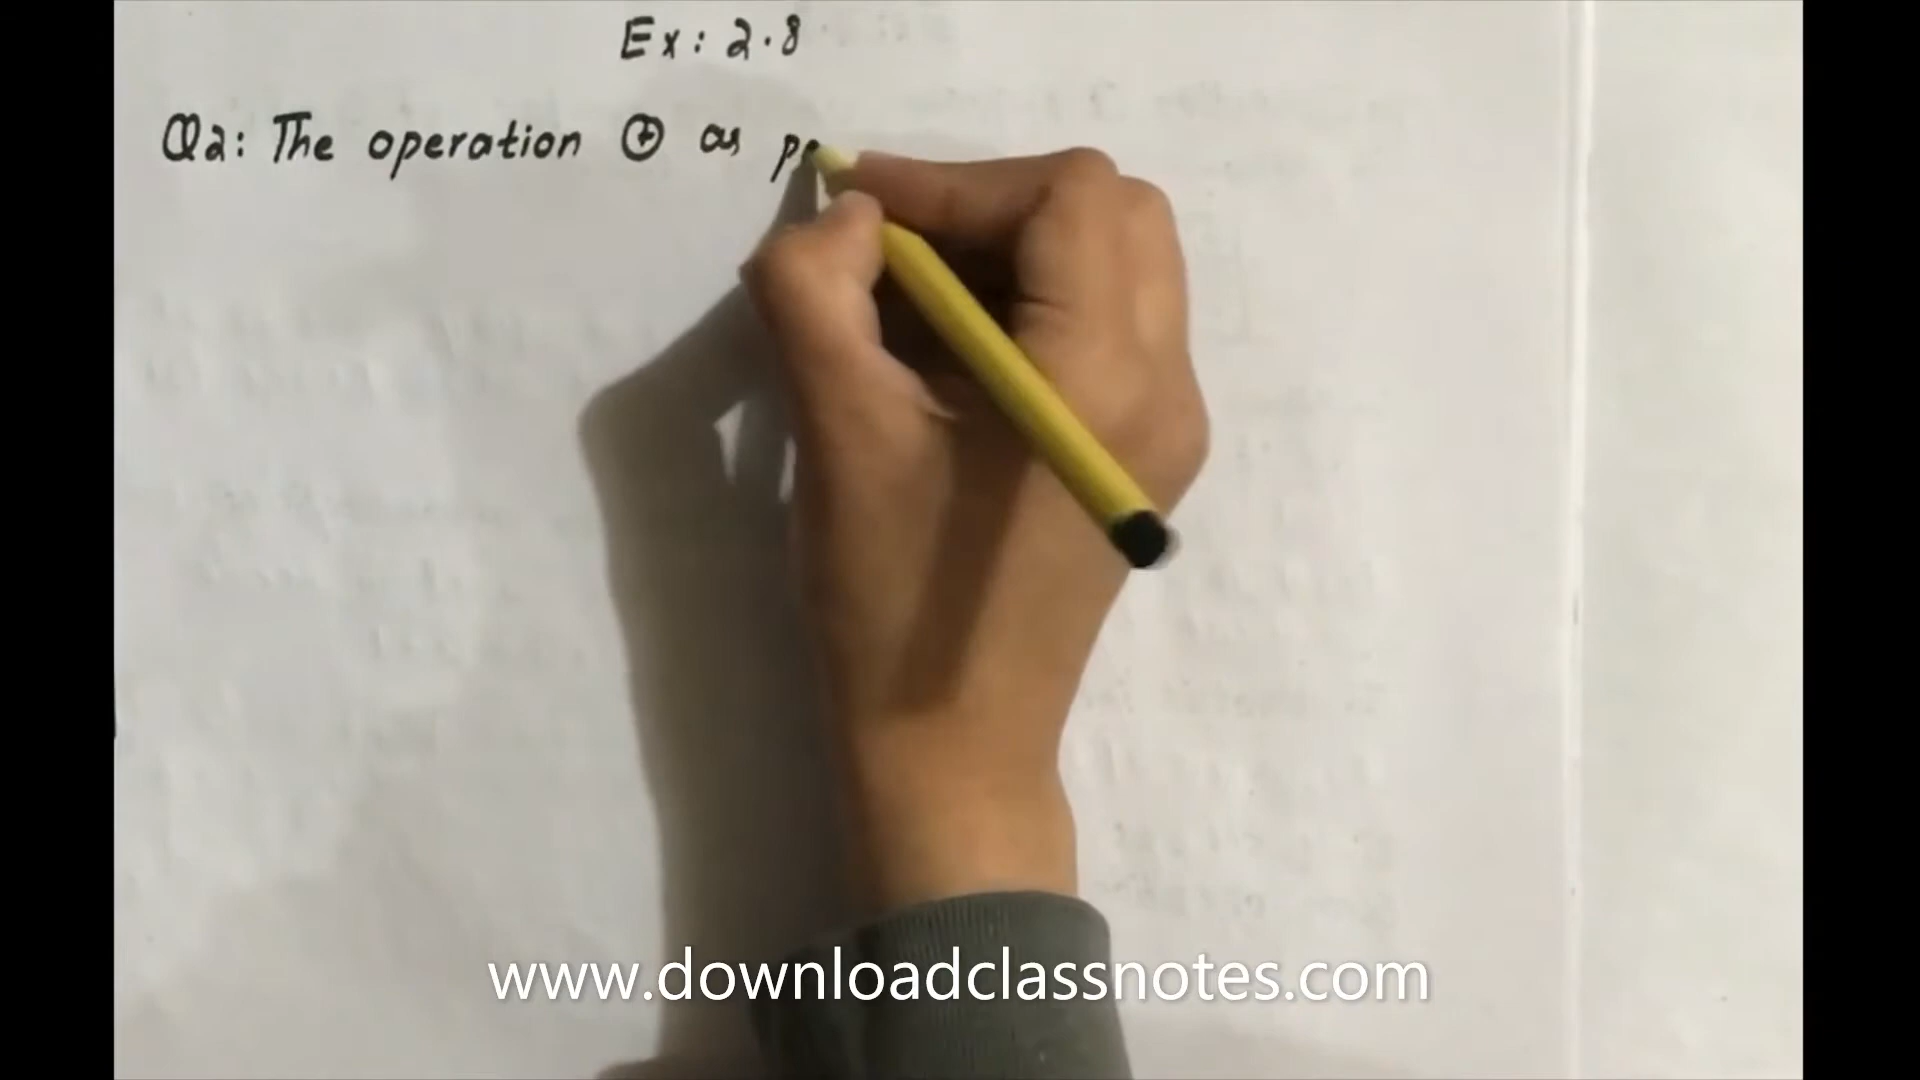 Ex: 2.8
Q2: The operation ⊕ as
www.downloadclassnotes.com